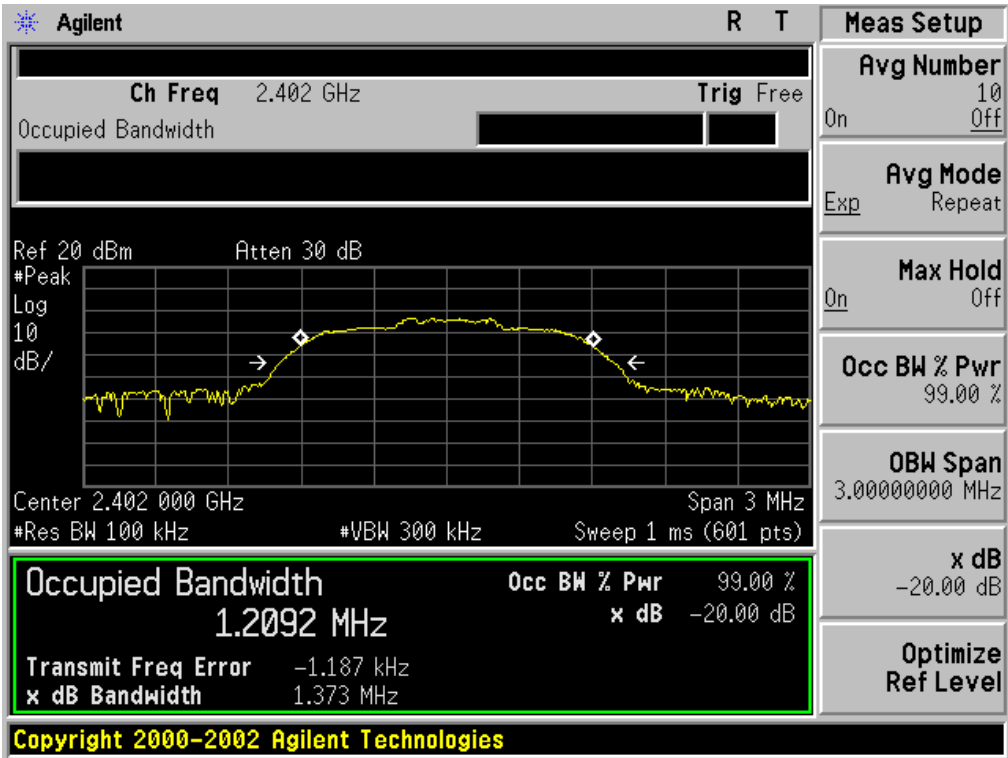 Agilent R T
Ch Freq 2.402 GHz Trig Free
Occupied Bandwidth
Ref 20 dBm Atten 30 dB
#Peak
Log
10
dB/
Center 2.402 000 GHz Span 3 MHz
#Res BW 100 kHz #VBW 300 kHz Sweep 1 ms (601 pts)
Occupied Bandwidth Occ BW % Pwr 99.00 %
1.2092 MHz x dB -20.00 dB
Transmit Freq Error -1.187 kHz
x dB Bandwidth 1.373 MHz
Copyright 2000-2002 Agilent Technologies
Meas Setup
Avg Number
10
On Off
Avg Mode
Exp Repeat
Max Hold
On Off
Occ BW % Pwr
99.00 %
OBW Span
3.00000000 MHz
x dB
-20.00 dB
Optimize
Ref Level